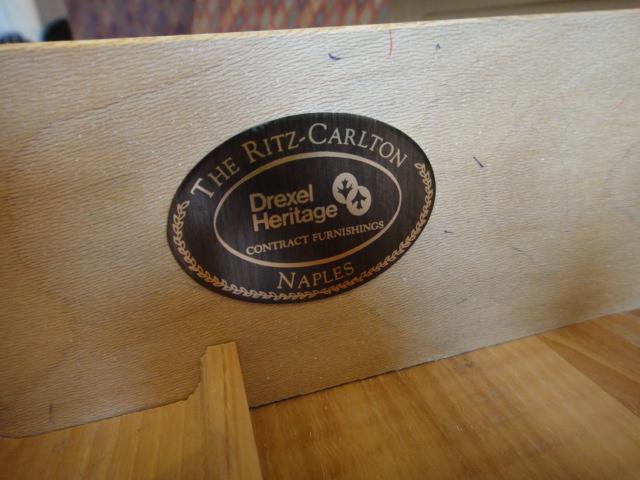 THE RITZ-CARLTON
Drexel
Heritage
CONTRACT FURNISHINGS
NAPLES